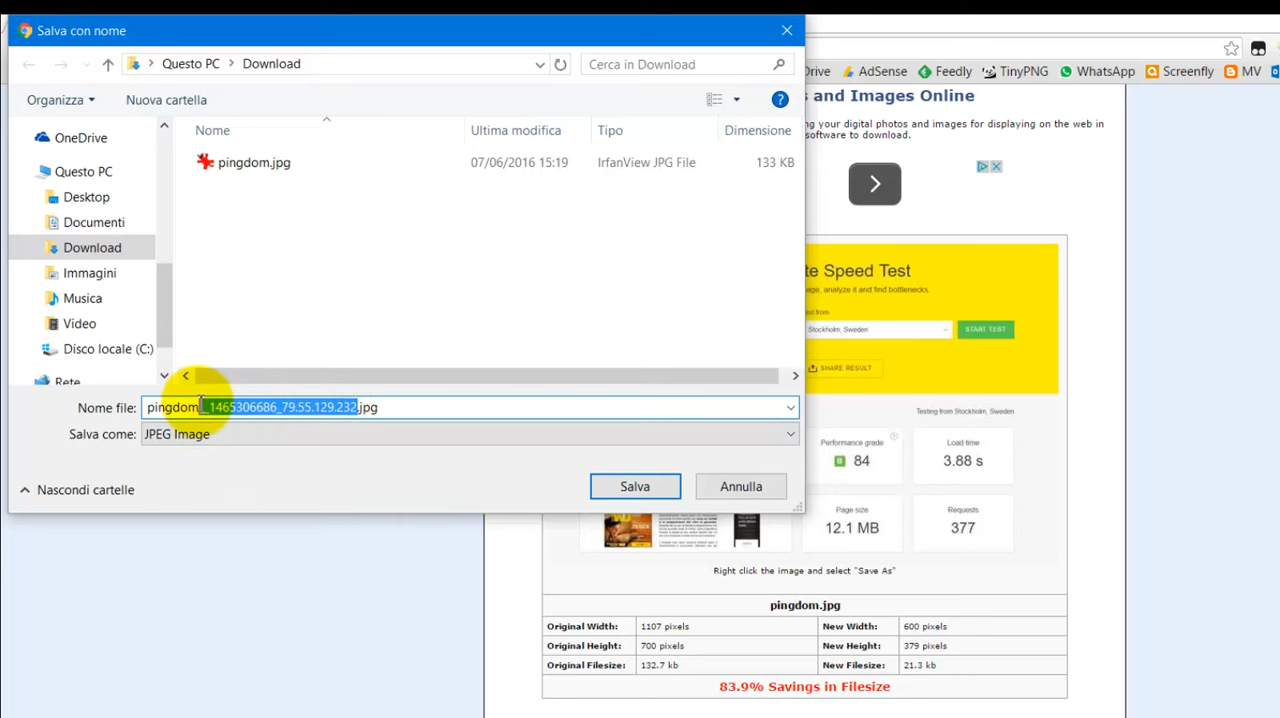 Salva con nome
Questo PC > Download
Cerca in Download
Organizza
Nuova cartella
Nome
Ultima modifica
Tipo
Dimensione
pingdom.jpg
07/06/2016 15:19
IrfanView JPG File
133 KB
OneDrive
Questo PC
Desktop
Documenti
Download
Immagini
Musica
Video
Disco locale (C:)
Rete
Nome file:
pingdom_1465306686_79.55.129.232.jpg
Salva come:
JPEG Image
Nascondi cartelle
Salva
Annulla
Drive
AdSense
Feedly
TinyPNG
WhatsApp
Screenfly
MV
s and Images Online
ing your digital photos and images for displaying on the web in
software to download.
te Speed Test
age, analyze it and find bottlenecks.
Stockholm, Sweden
START TEST
SHARE RESULT
Testing from Stockholm, Sweden
Performance grade
B 84
Load time
3.88 s
Page size
12.1 MB
Requests
377
Right click the image and select "Save As"
pingdom.jpg
Original Width: 1107 pixels New Width: 600 pixels
Original Height: 700 pixels New Height: 379 pixels
Original Filesize: 132.7 kb New Filesize: 21.3 kb
83.9% Savings in Filesize